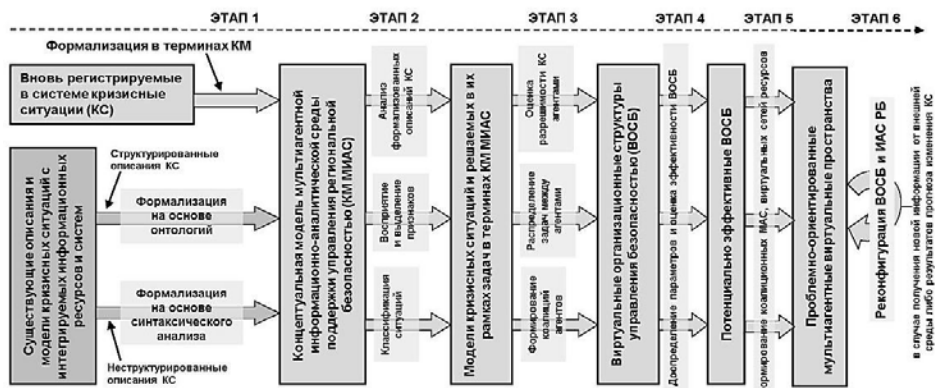 ЭТАП 1
ЭТАП 2
ЭТАП 3
ЭТАП 4
ЭТАП 5
ЭТАП 6
Формализация в терминах КМ
Вновь регистрируемые
в системе кризисные
ситуации (КС)
Существующие описания и
модели кризисных ситуаций с
интегрируемых информационных
ресурсов и систем
Структурированные
описания КС
Формализация
на основе
онтологий
Формализация
на основе
синтаксического
анализа
Неструктурированные
описания КС
Концептуальная модель мультиагентной
информационно-аналитической среды
поддержки управления региональной
безопасностью (КМ МИАС)
Анализ
формализованных
описаний КС
Восприятие
и выделение
признаков
Классификация
ситуаций
Модели кризисных ситуаций и решаемых в их
рамках задач в терминах КМ МИАС
Оценка
разрешимости КС
агентами
Распределение
задач между
агентами
Формирование
коалиций
агентов
Виртуальные организационные структуры
управления безопасностью (ВОСБ)
Доопределение параметров и оценка эффективности ВОСБ
Потенциально эффективные ВОСБ
Формирование коалиционных МАС, виртуальных сетей ресурсов
Проблемно-ориентированные
мультиагентные виртуальные пространства
Реконфигурация ВОСБ и ИАС РБ
в случае получения новой информации от внешней
среды либо результатов прогноза изменения КС